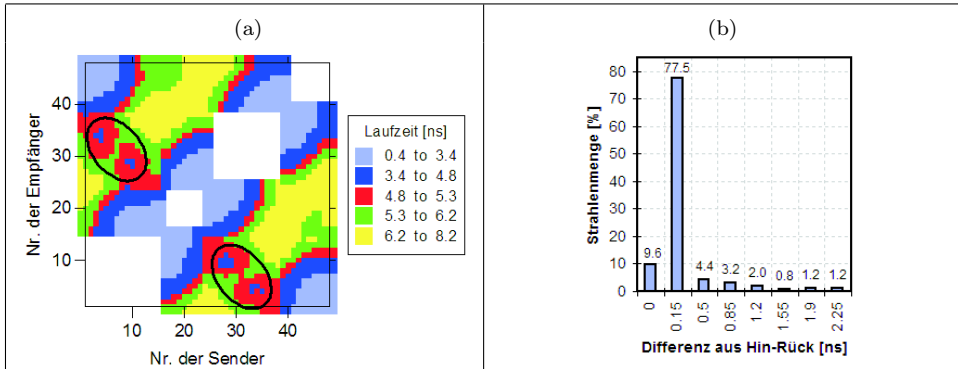 (a)
40
30
20
10
Nr. der Empfänger
10 20 30 40
Nr. der Sender
Laufzeit [ns]
0.4 to 3.4
3.4 to 4.8
4.8 to 5.3
5.3 to 6.2
6.2 to 8.2
(b)
80
70
60
50
40
30
20
10
0
Strahlenmenge [%]
9.6 77.5 4.4 3.2 2.0 0.8 1.2 1.2
0 0.15 0.5 0.85 1.2 1.55 1.9 2.25
Differenz aus Hin-Rück [ns]